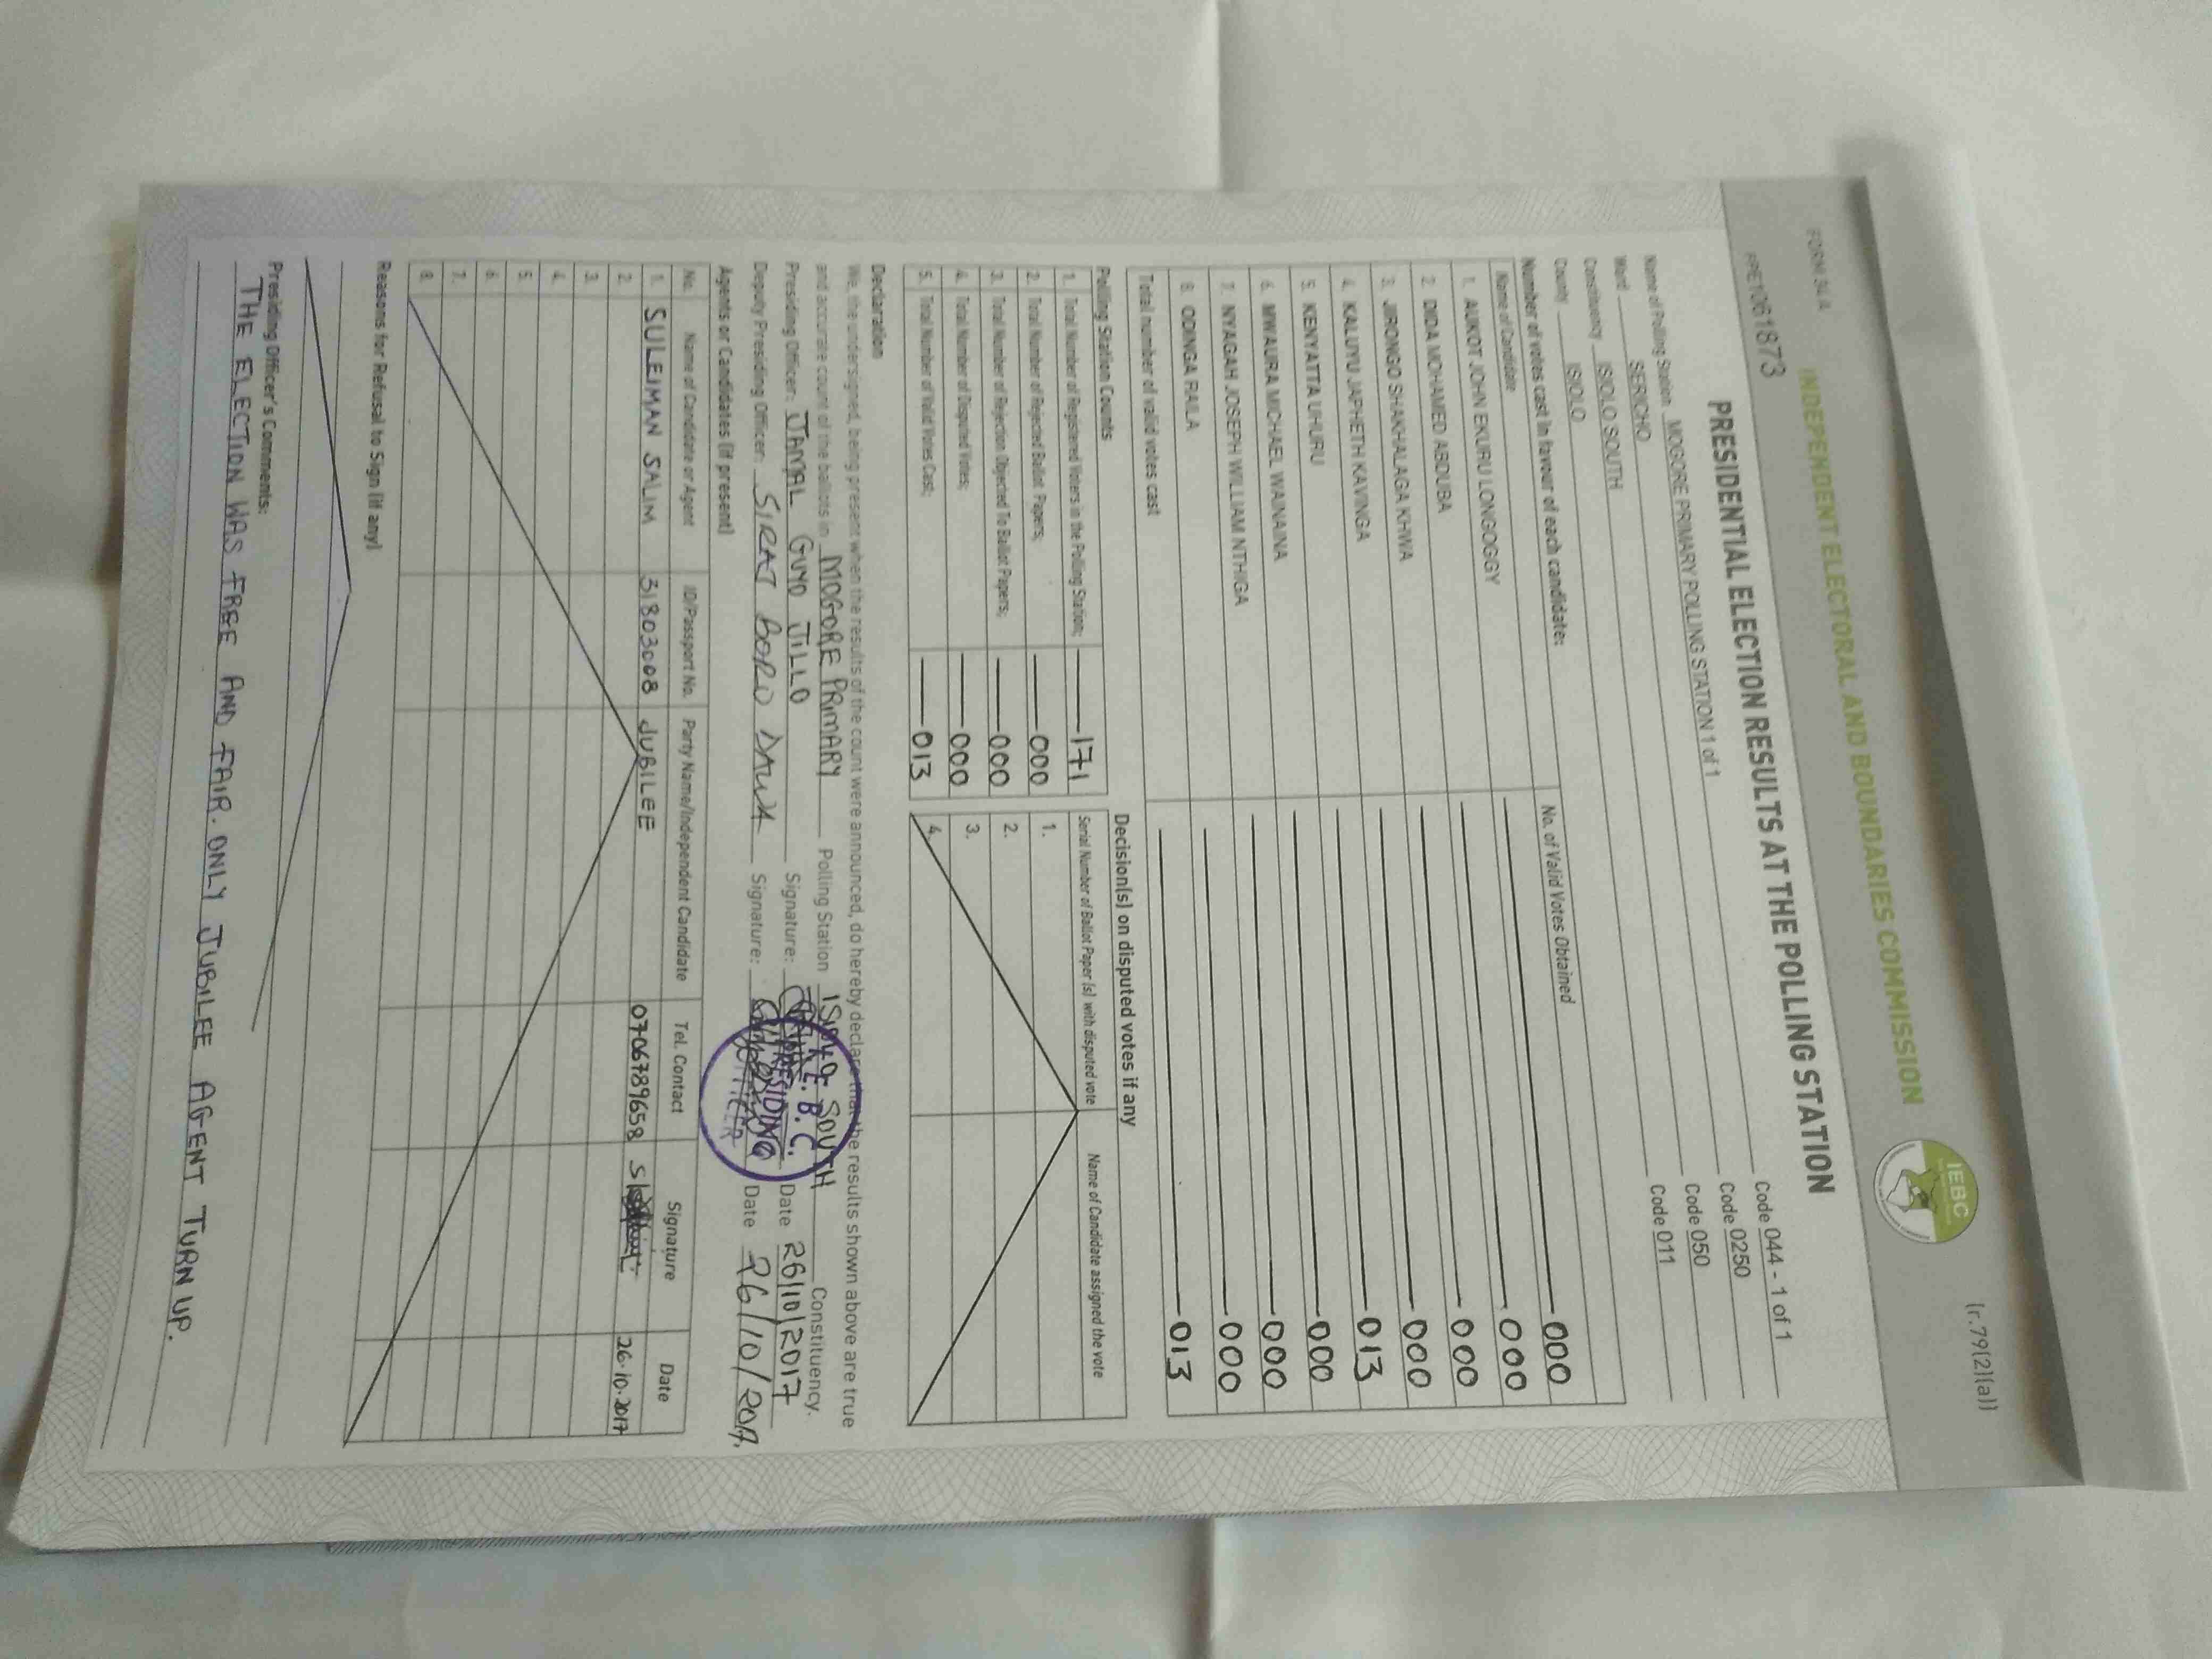 FORM 34A
(r.79(2)(a))
INDEPENDENT ELECTORAL AND BOUNDARIES COMMISSION
IEBC
PRESIDENTIAL ELECTION RESULTS AT THE POLLING STATION
Name of Polling Station MOGORE PRIMARY POLLING STATION 1 of 1 Code 044 - 1 of 1
Ward SERICHO Code 0250
Constituency ISIOLO SOUTH Code 050
County ISIOLO Code 011
Number of votes cast in favour of each candidate:
Name of Candidate No. of Valid Votes Obtained
1. AUKOT JOHN EKURU LONGOGGY 000
2. DIDA MOHAMED ABDUBA 000
3. JIRONGO SHAKHALAGA KHWA 000
4. KALUYU JAPHETH KAVINGA 000
5. KENYATTA UHURU 013
6. MWAURA MICHAEL WAINAINA 000
7. NYAGAH JOSEPH WILLIAM NTHIGA 000
8. ODINGA RAILA 000
Total number of valid votes cast 013
Polling Station Counts
1. Total Number of Registered Voters in the Polling Station; 171
2. Total Number of Rejected Ballot Papers; 000
3. Total Number of Rejection Objected To Ballot Papers; 000
4. Total Number of Disputed Votes; 000
5. Total Number of Valid Votes Cast; 013
Decision(s) on disputed votes if any
Serial Number of Ballot Paper (s) with disputed vote Name of Candidate assigned the vote
1.
2.
3.
4.
Declaration
We, the undersigned, being present when the results of the count were announced, do hereby declare that the results shown above are true
and accurate count of the ballots in MOGORE PRIMARY Polling Station ISIOLO SOUTH Constituency.
Presiding Officer: JAMAL GUYO JILLO Signature: Date 26/10/2017
Deputy Presiding Officer: SIRAT BORU DAUD Signature: Date 26/10/2017.
I.E.B.C.
PRESIDING
OFFICER
Agents or Candidates (if present)
No. Name of Candidate or Agent ID/Passport No. Party Name/Independent Candidate Tel. Contact Signature Date
1. SULEIMAN SALIM 31803008 JUBILEE 0706789658 26.10.2017
2.
3.
4.
5.
6.
7.
8.
Reasons for Refusal to Sign (if any)
Presiding Officer's Comments:
THE ELECTION WAS FREE AND FAIR. ONLY JUBILEE AGENT TURN UP.